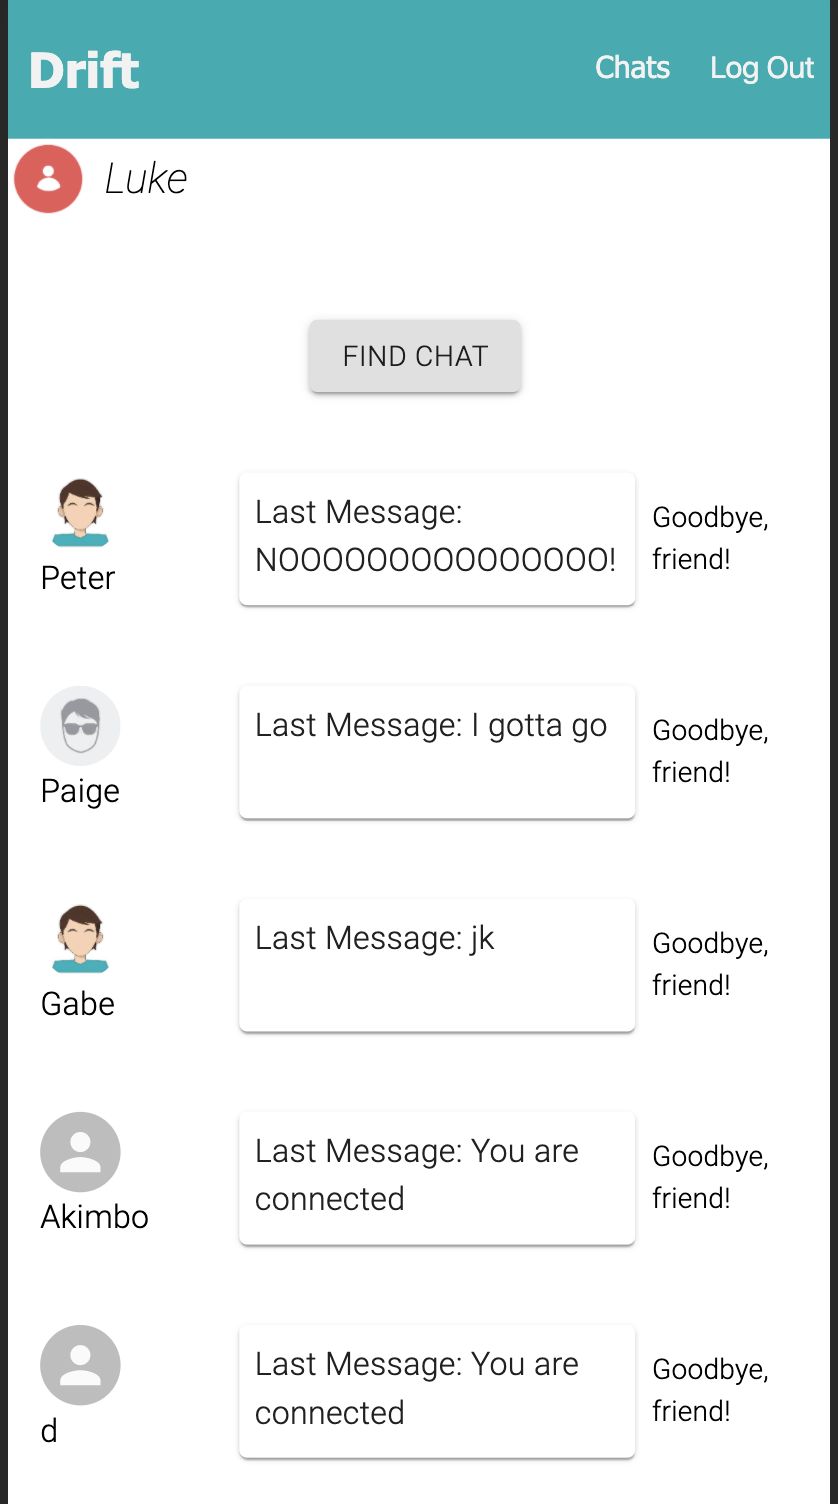 Drift
Chats
Log Out
Luke
FIND CHAT
Peter
Last Message:
NOOOOOOOOOOOOOOO!
Goodbye,
friend!
Paige
Last Message: I gotta go
Goodbye,
friend!
Gabe
Last Message: jk
Goodbye,
friend!
Akimbo
Last Message: You are
connected
Goodbye,
friend!
d
Last Message: You are
connected
Goodbye,
friend!